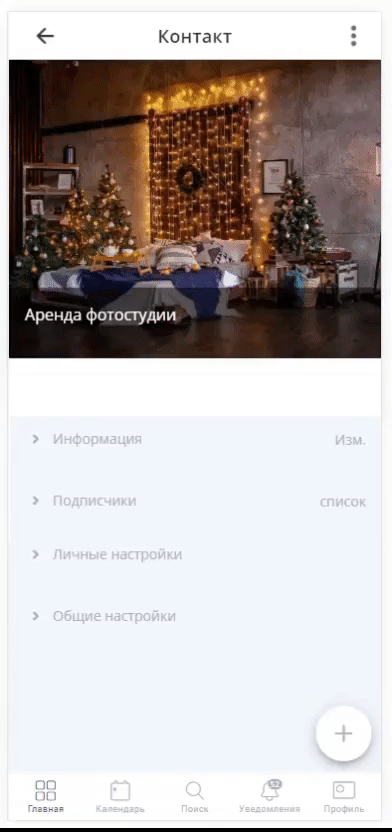 Контакт
Аренда фотостудии
Информация Изм.
Подписчики список
Личные настройки
Общие настройки
Главная Календарь Поиск Уведомления Профиль